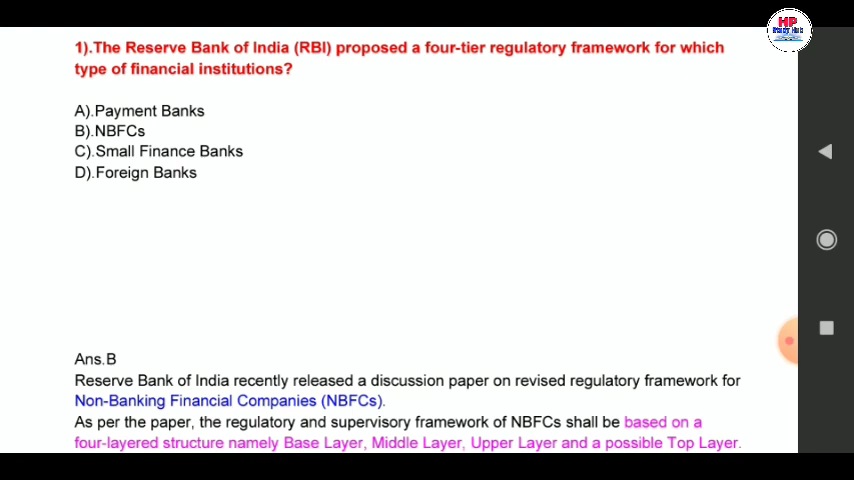 HP
Study Hub
1).The Reserve Bank of India (RBI) proposed a four-tier regulatory framework for which
type of financial institutions?
A).Payment Banks
B).NBFCs
C).Small Finance Banks
D).Foreign Banks
Ans.B
Reserve Bank of India recently released a discussion paper on revised regulatory framework for
Non-Banking Financial Companies (NBFCs).
As per the paper, the regulatory and supervisory framework of NBFCs shall be based on a
four-layered structure namely Base Layer, Middle Layer, Upper Layer and a possible Top Layer.